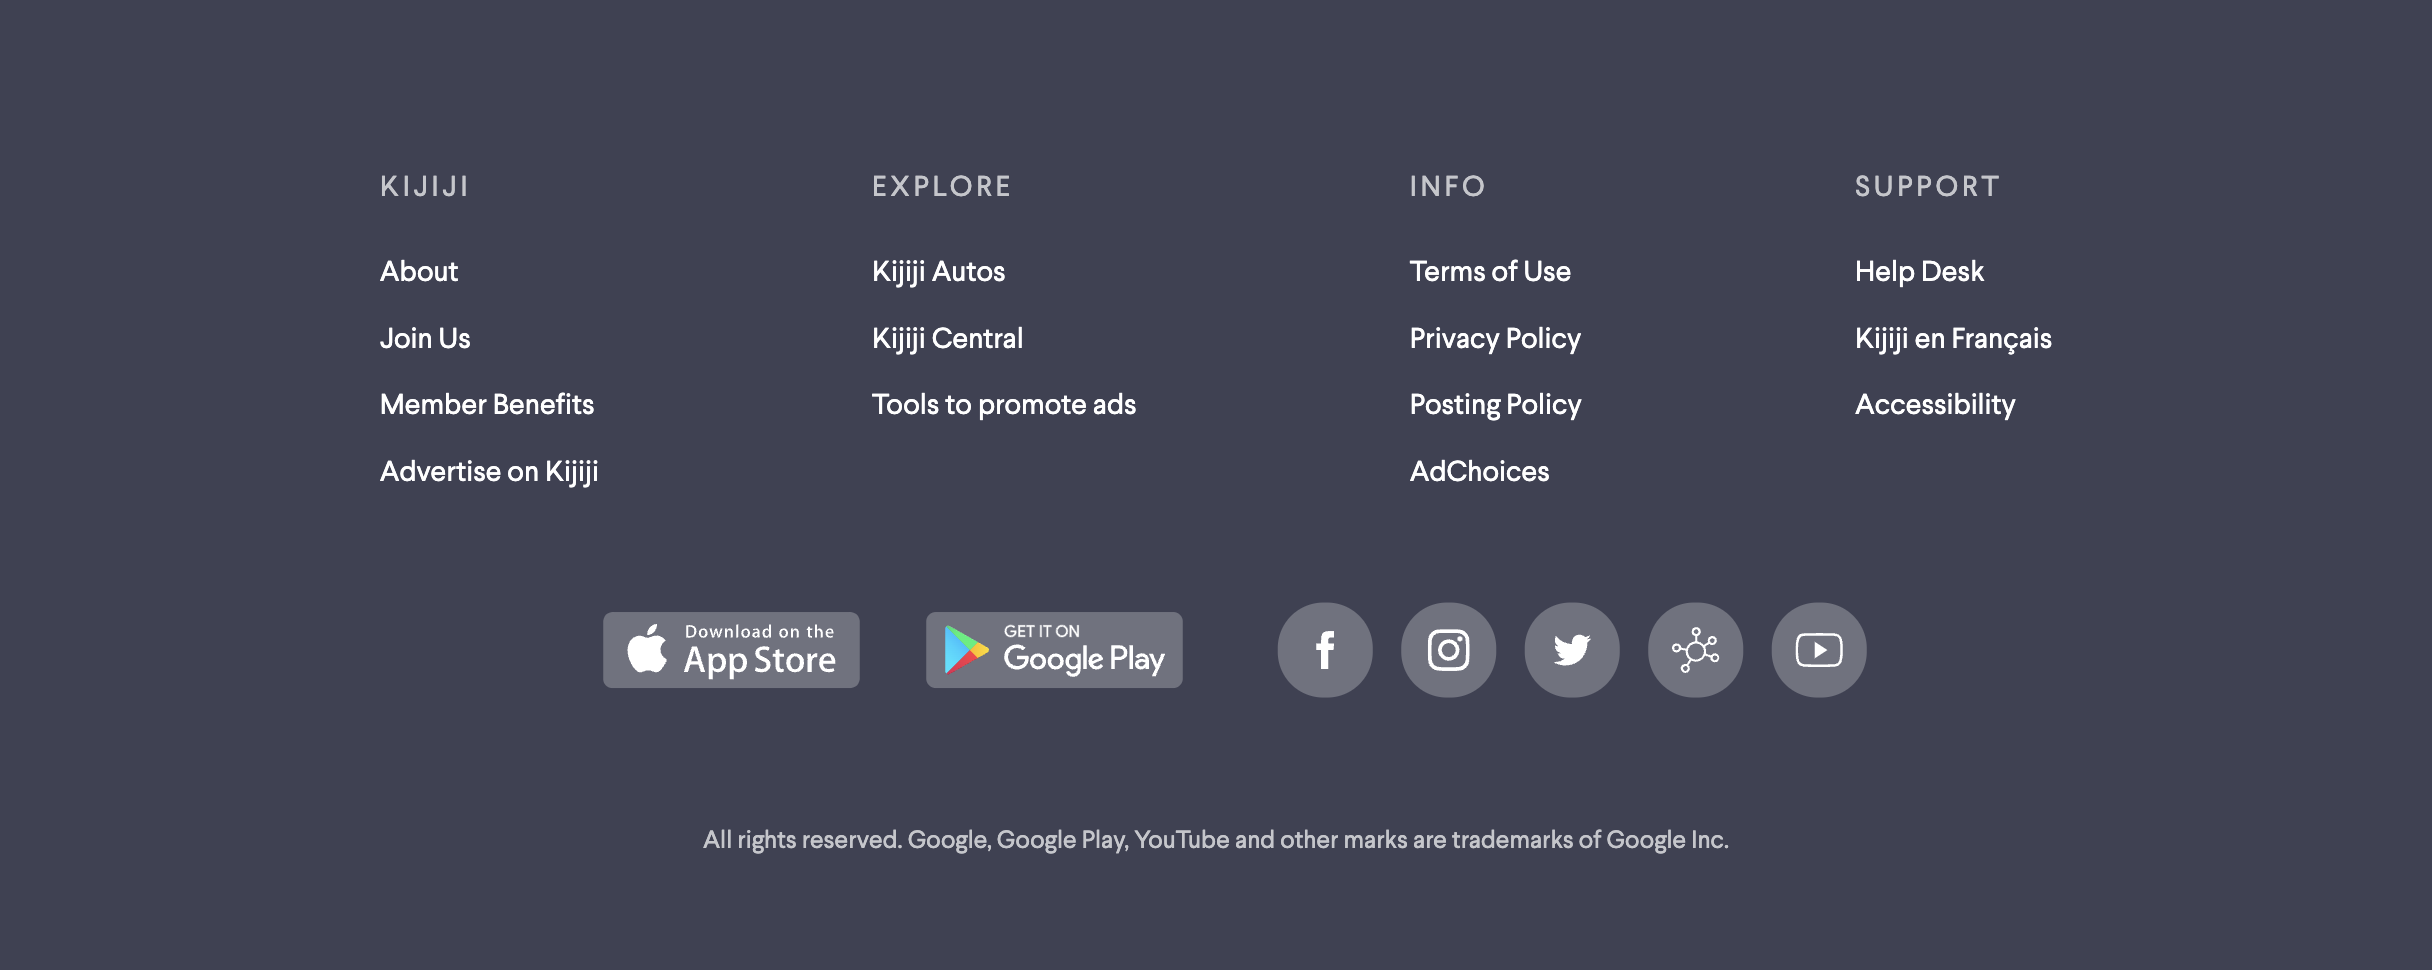 KIJIJI
About
Join Us
Member Benefits
Advertise on Kijiji
EXPLORE
Kijiji Autos
Kijiji Central
Tools to promote ads
INFO
Terms of Use
Privacy Policy
Posting Policy
AdChoices
SUPPORT
Help Desk
Kijiji en Français
Accessibility
Download on the
App Store
GET IT ON
Google Play
All rights reserved. Google, Google Play, YouTube and other marks are trademarks of Google Inc.